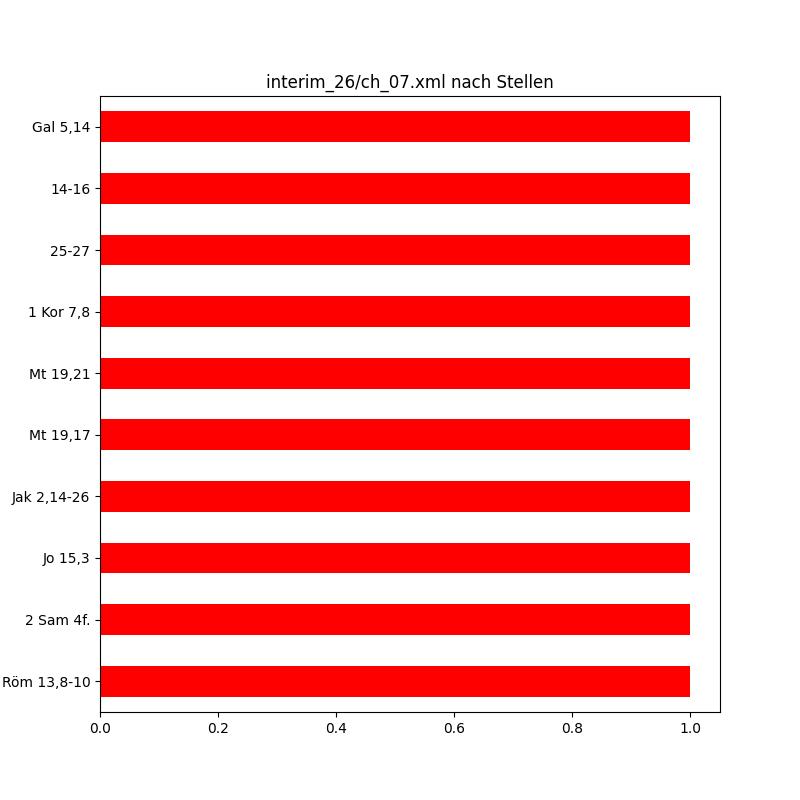 interim_26/ch_07.xml nach Stellen
Gal 5,14
14-16
25-27
1 Kor 7,8
Mt 19,21
Mt 19,17
Jak 2,14-26
Jo 15,3
2 Sam 4f.
Röm 13,8-10
0.0 0.2 0.4 0.6 0.8 1.0